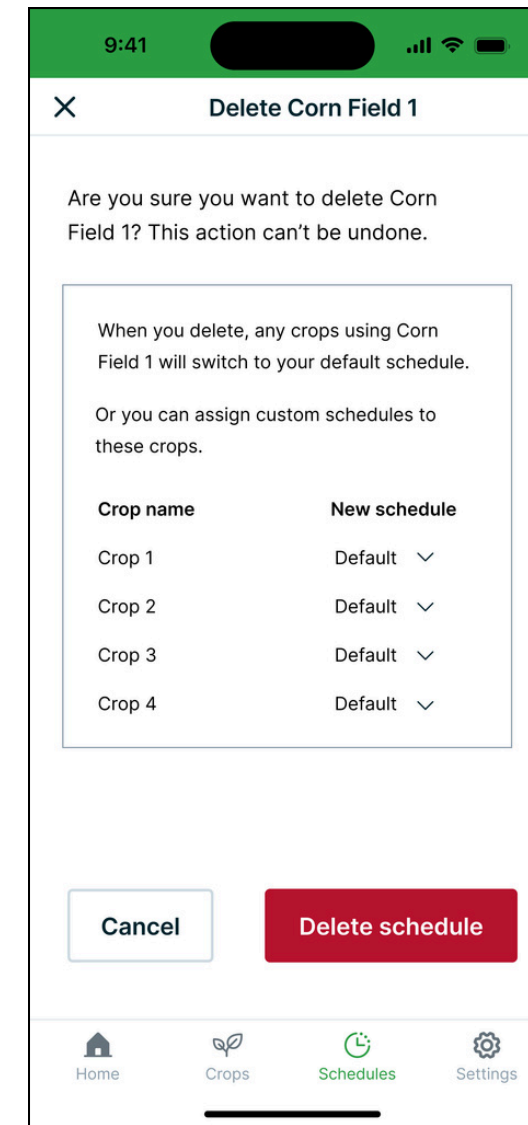 9:41
Delete Corn Field 1
Are you sure you want to delete Corn
Field 1? This action can’t be undone.
When you delete, any crops using Corn
Field 1 will switch to your default schedule.
Or you can assign custom schedules to
these crops.
Crop name New schedule
Crop 1 Default
Crop 2 Default
Crop 3 Default
Crop 4 Default
Cancel Delete schedule
Home Crops Schedules Settings